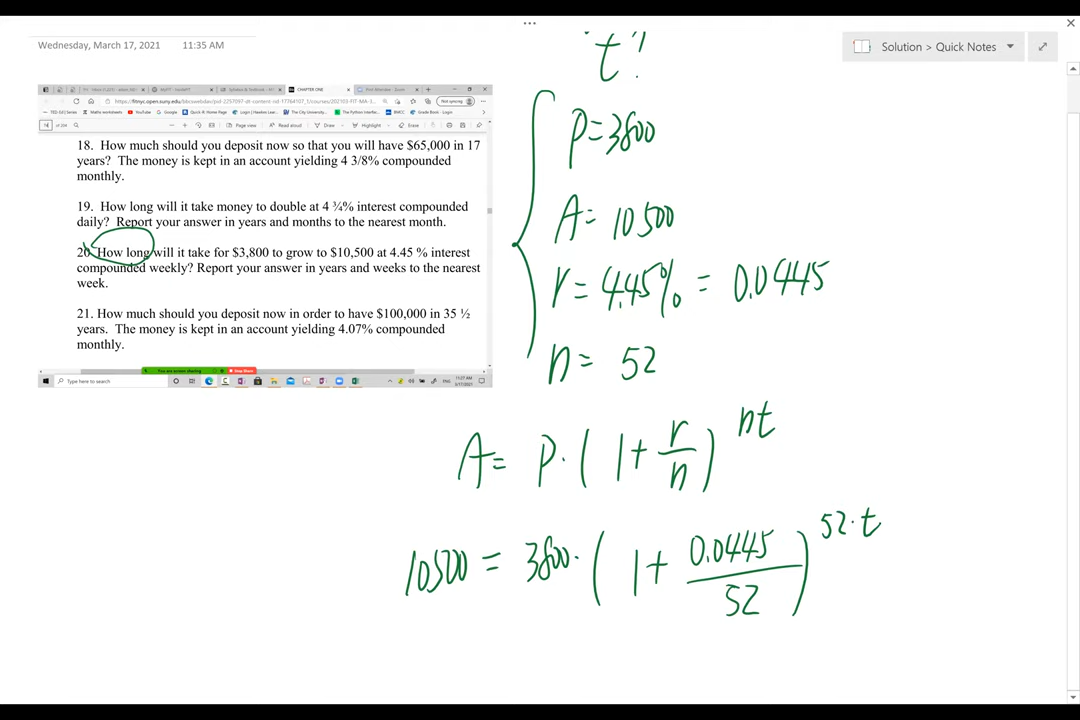 Wednesday, March 17, 2021 11:35 AM
Solution > Quick Notes
18. How much should you deposit now so that you will have $65,000 in 17
years? The money is kept in an account yielding 4 3/8% compounded
monthly.
19. How long will it take money to double at 4 ¾% interest compounded
daily? Report your answer in years and months to the nearest month.
20. How long will it take for $3,800 to grow to $10,500 at 4.45 % interest
compounded weekly? Report your answer in years and weeks to the nearest
week.
21. How much should you deposit now in order to have $100,000 in 35 ½
years. The money is kept in an account yielding 4.07% compounded
monthly.
Type here to search
"t"?
P=3800
A= 10500
r= 4.45% = 0.0445
n= 52
A= P·(1+ r/n)^nt
10500 = 3800·(1+ 0.0445/52)^52·t